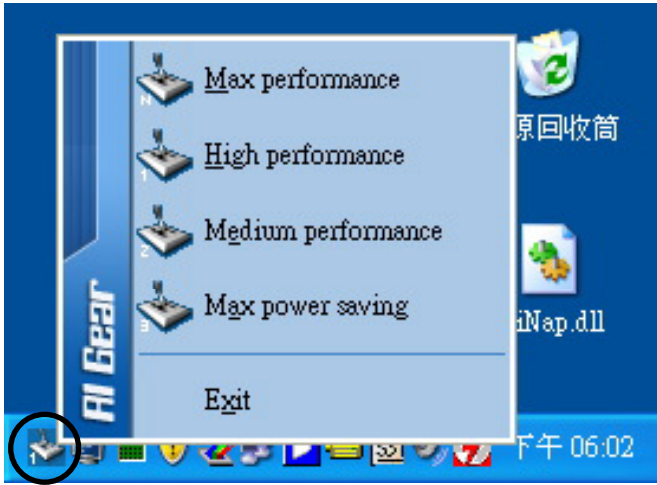 AI Gear
Max performance
High performance
Medium performance
Max power saving
Exit
原回收筒
iNap.dll
下午 06:02